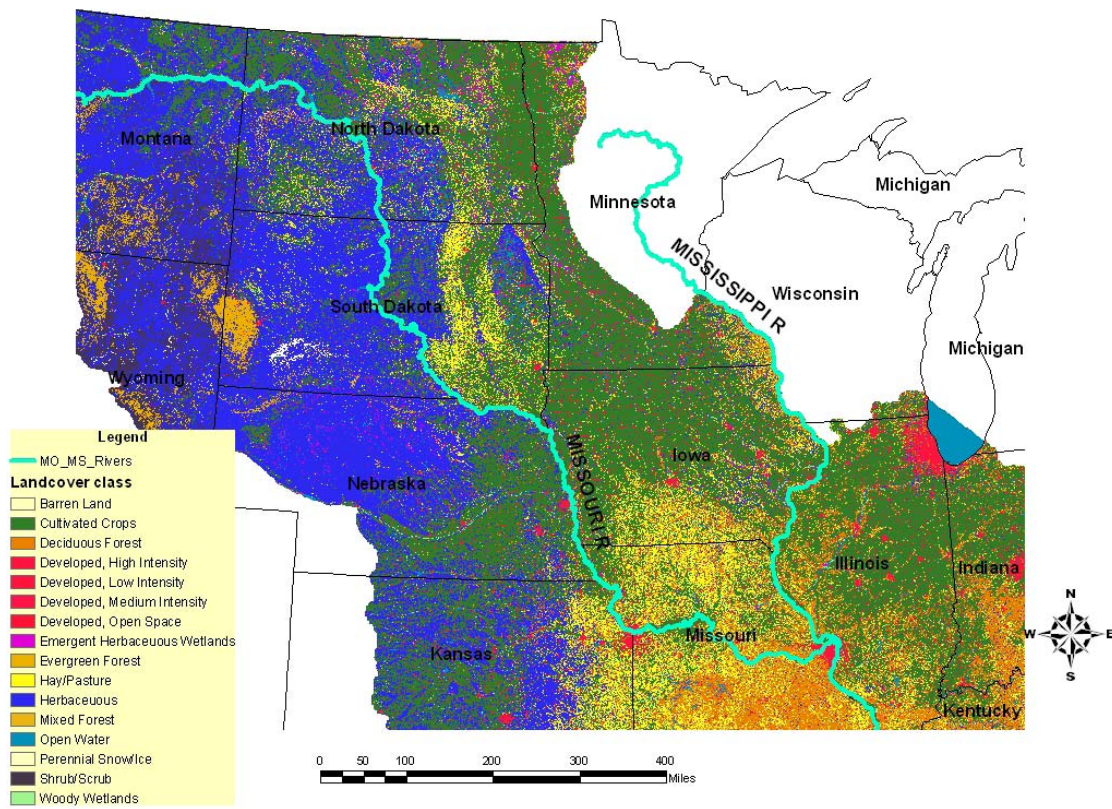 Montana
North Dakota
Minnesota
Michigan
MISSISSIPPI R
Wisconsin
South Dakota
Michigan
Wyoming
Legend
MO_MS_Rivers
Landcover class
Barren Land
Cultivated Crops
Deciduous Forest
Developed, High Intensity
Developed, Low Intensity
Developed, Medium Intensity
Developed, Open Space
Emergent Herbaceuous Wetlands
Evergreen Forest
Hay/Pasture
Herbaceuous
Mixed Forest
Open Water
Perennial Snow/Ice
Shrub/Scrub
Woody Wetlands
MISSOURI R
Iowa
Nebraska
Illinois
Indiana
Missouri
Kansas
Kentucky
N
W E
S
0 100 200 300 400
Miles